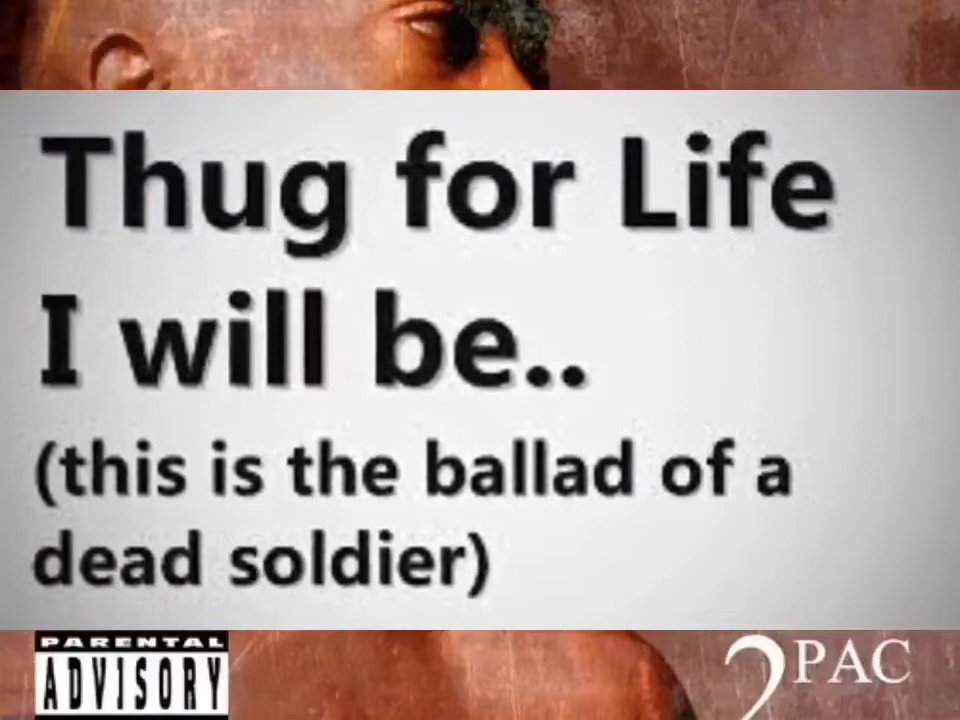 Thug for Life
I will be..
(this is the ballad of a
dead soldier)
PARENTAL
ADVISORY
2PAC